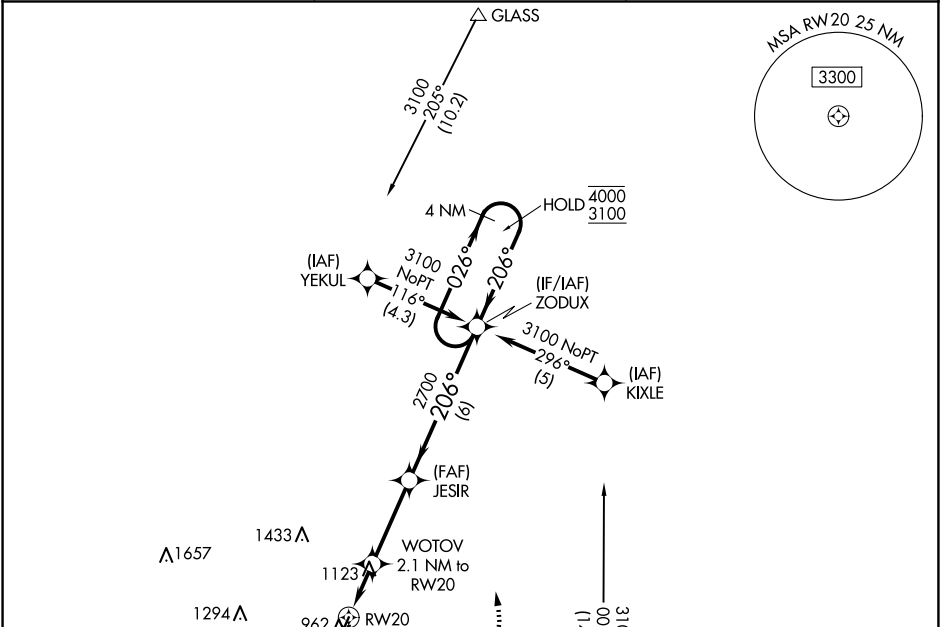 GLASS
MSA RW20 25 NM
3300
3100
205°
(10.2)
4 NM
HOLD 4000
3100
026°
206°
(IAF)
YEKUL
3100
NoPT
116°
(4.3)
(IF/IAF)
ZODUX
3100 NoPT
296°
(5)
(IAF)
KIXLE
2700
206°
(6)
(FAF)
JESIR
1433
1657
WOTOV
2.1 NM to
RW20
1123
1294
962
RW20